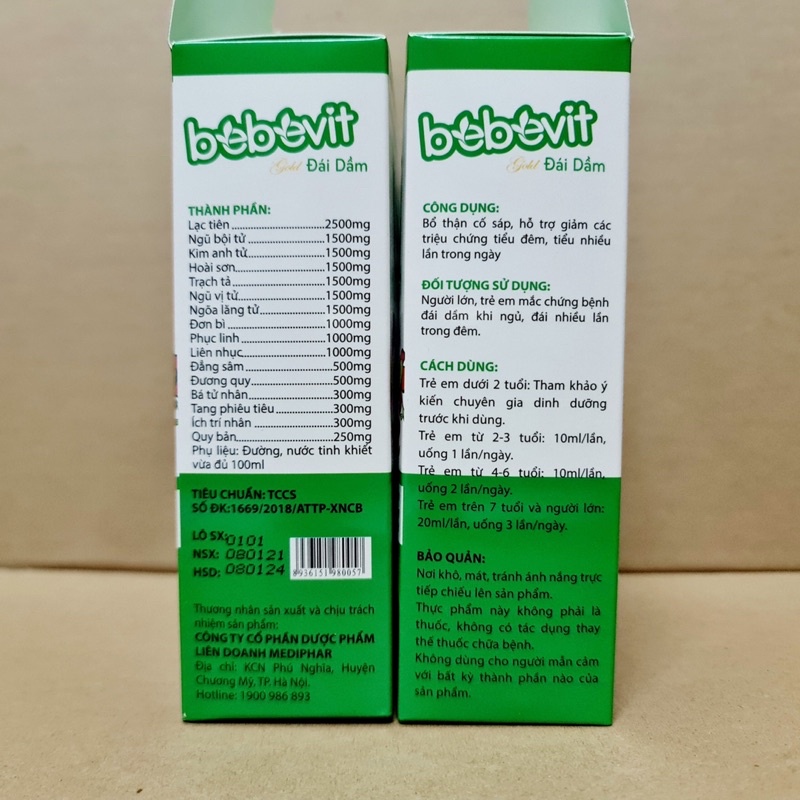 bebevit
Gold Đái Dầm
THÀNH PHẦN:
Lạc tiên.........................2500mg
Ngũ bội tử.....................1500mg
Kim anh tử.....................1500mg
Hoài sơn.........................1500mg
Trạch tả..........................1500mg
Ngũ vị tử........................1500mg
Ngõa lăng tử..................1500mg
Đơn bì............................1000mg
Phục linh........................1000mg
Liên nhục.......................1000mg
Đẳng sâm.........................500mg
Đương quy.......................500mg
Bá tử nhân.......................300mg
Tang phiêu tiêu................300mg
Ích trí nhân......................300mg
Quy bản...........................250mg
Phụ liệu: Đường, nước tinh khiết
vừa đủ 100ml
TIÊU CHUẨN: TCCS
SỐ ĐK:1669/2018/ATTP-XNCB
LÔ SX: 0101
NSX: 080121
HSD: 080124
8936151980057
Thương nhân sản xuất và chịu trách
nhiệm sản phẩm:
CÔNG TY CỔ PHẦN DƯỢC PHẨM
LIÊN DOANH MEDIPHAR
Địa chỉ: KCN Phú Nghĩa, Huyện
Chương Mỹ, TP. Hà Nội.
Hotline: 1900 986 893
bebevit
Gold Đái Dầm
CÔNG DỤNG:
Bổ thận cố sáp, hỗ trợ giảm các
triệu chứng tiểu đêm, tiểu nhiều
lần trong ngày
ĐỐI TƯỢNG SỬ DỤNG:
Người lớn, trẻ em mắc chứng bệnh
đái dầm khi ngủ, đái nhiều lần
trong đêm.
CÁCH DÙNG:
Trẻ em dưới 2 tuổi: Tham khảo ý
kiến chuyên gia dinh dưỡng
trước khi dùng.
Trẻ em từ 2-3 tuổi: 10ml/lần,
uống 1 lần/ngày.
Trẻ em từ 4-6 tuổi: 10ml/lần,
uống 2 lần/ngày.
Trẻ em trên 7 tuổi và người lớn:
20ml/lần, uống 3 lần/ngày.
BẢO QUẢN:
Nơi khô, mát, tránh ánh nắng trực
tiếp chiếu lên sản phẩm.
Thực phẩm này không phải là
thuốc, không có tác dụng thay
thế thuốc chữa bệnh.
Không dùng cho người mẫn cảm
với bất kỳ thành phần nào của
sản phẩm.